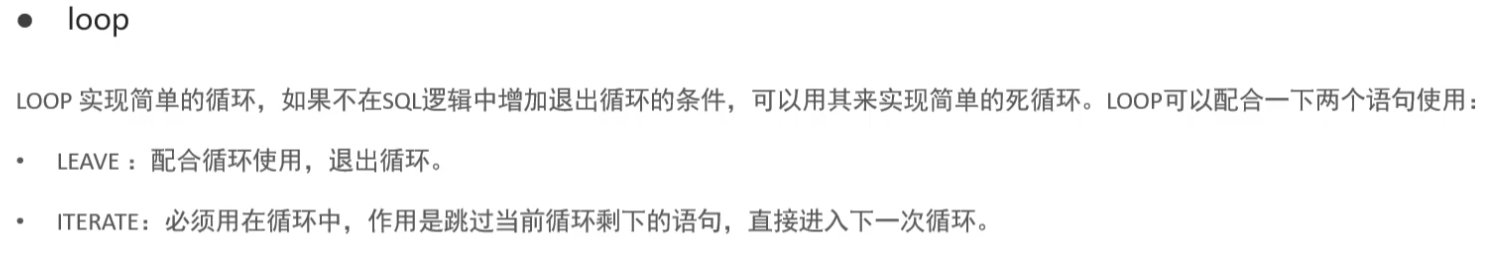 ● loop
LOOP 实现简单的循环，如果不在SQL逻辑中增加退出循环的条件，可以用其来实现简单的死循环。LOOP可以配合一下两个语句使用：
• LEAVE ：配合循环使用，退出循环。
• ITERATE：必须用在循环中，作用是跳过当前循环剩下的语句，直接进入下一次循环。